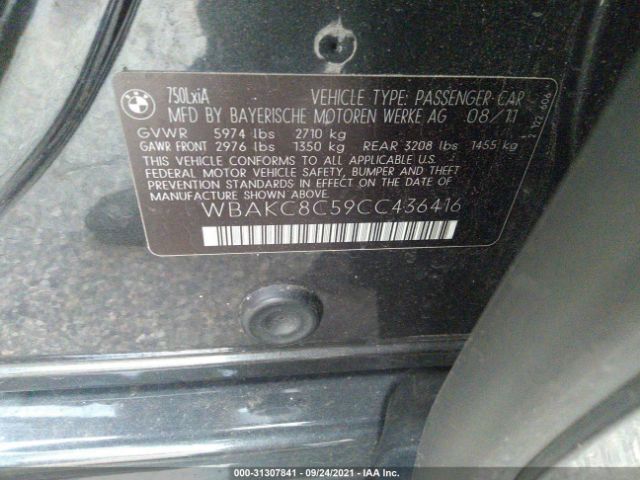 BMW
750LxiA VEHICLE TYPE: PASSENGER CAR
MFD BY BAYERISCHE MOTOREN WERKE AG 08/11
GVWR 5974 lbs 2710 kg
GAWR FRONT 2976 lbs 1350 kg REAR 3208 lbs 1455 kg
THIS VEHICLE CONFORMS TO ALL APPLICABLE U.S.
FEDERAL MOTOR VEHICLE SAFETY, BUMPER AND THEFT
PREVENTION STANDARDS IN EFFECT ON THE DATE OF
MANUFACTURE SHOWN ABOVE.
WBAKC8C59CC436416
000-31307841 - 09/24/2021 - IAA Inc.